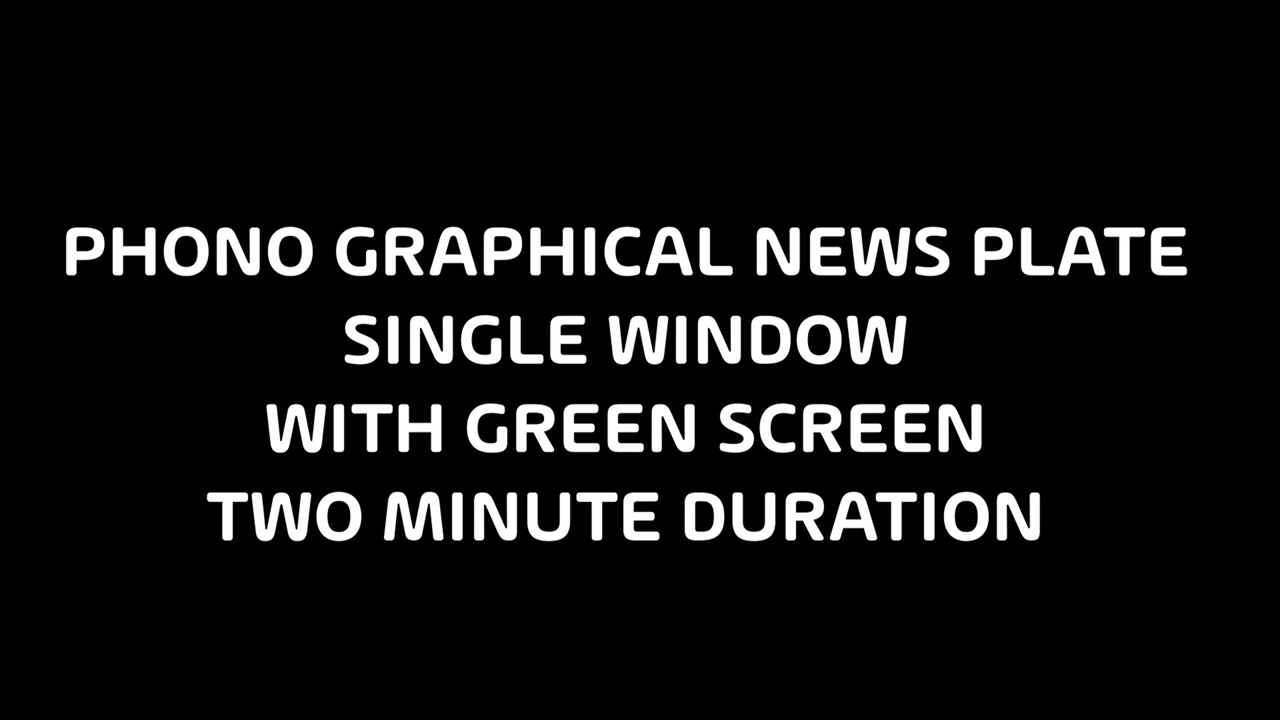 PHONO GRAPHICAL NEWS PLATE
SINGLE WINDOW
WITH GREEN SCREEN
TWO MINUTE DURATION